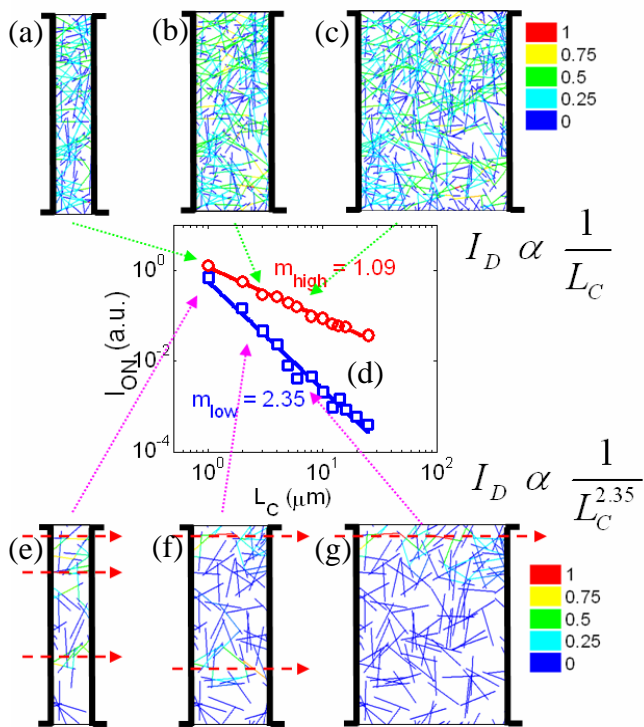 (a)
(b)
(c)
1
0.75
0.5
0.25
0
I_D α 1/L_C
10^0
10^-2
10^-4
I_ON (a.u.)
m_high = 1.09
(d)
m_low = 2.35
10^0
10^1
10^2
L_C (μm)
I_D α 1/L_C^2.35
(e)
(f)
(g)
1
0.75
0.5
0.25
0